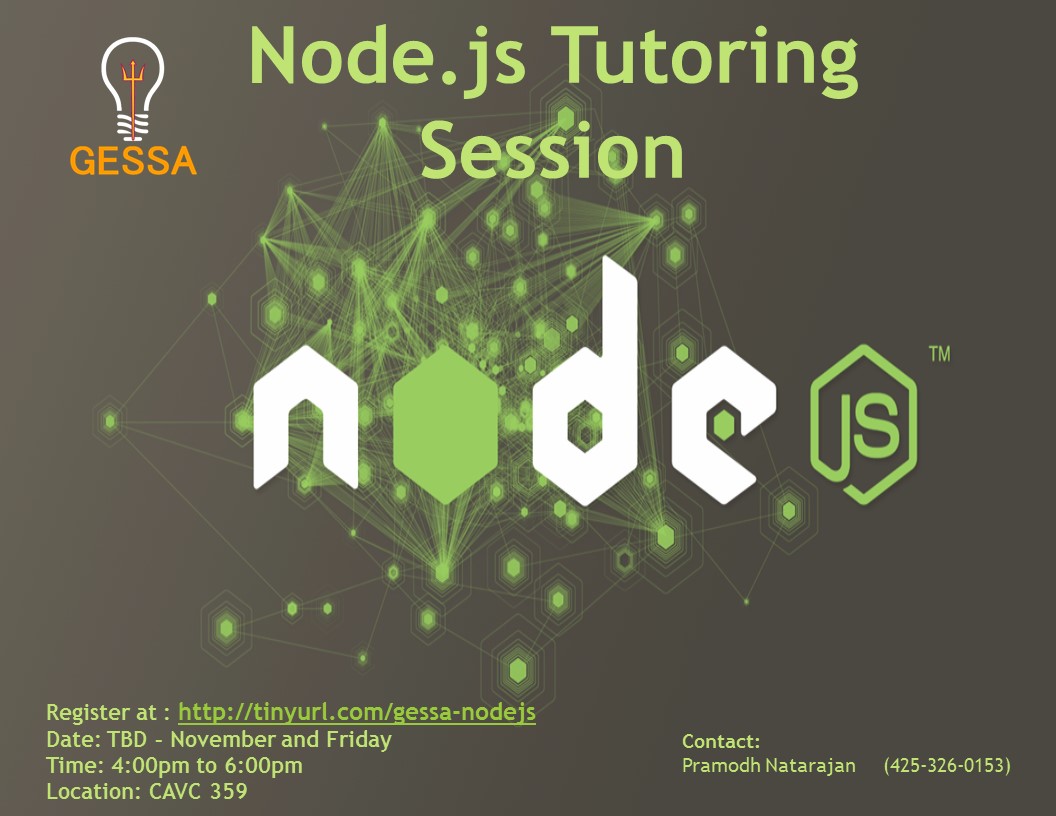 Node.js Tutoring
Session
GESSA
node JS ™
Register at : http://tinyurl.com/gessa-nodejs
Date: TBD – November and Friday
Time: 4:00pm to 6:00pm
Location: CAVC 359
Contact:
Pramodh Natarajan (425-326-0153)